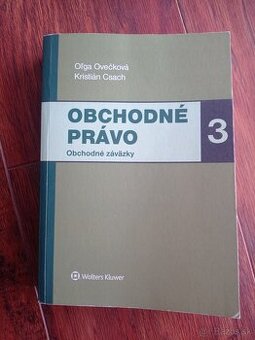 Oľga Ovečková
Kristián Csach
OBCHODNÉ
PRÁVO
3
Obchodné záväzky
Wolters Kluwer